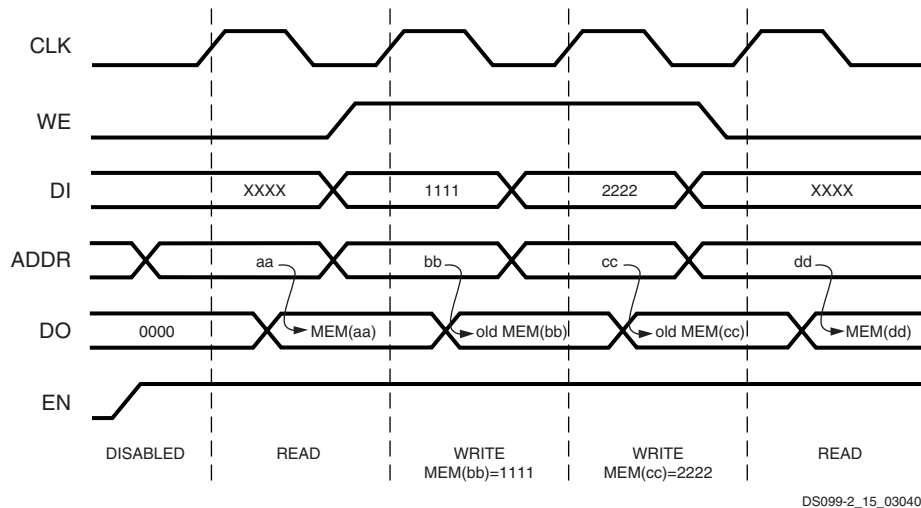 CLK
WE
DI
XXXX
1111
2222
XXXX
ADDR
aa
bb
cc
dd
DO
0000
MEM(aa)
old MEM(bb)
old MEM(cc)
MEM(dd)
EN
DISABLED
READ
WRITE
MEM(bb)=1111
WRITE
MEM(cc)=2222
READ
DS099-2_15_03040